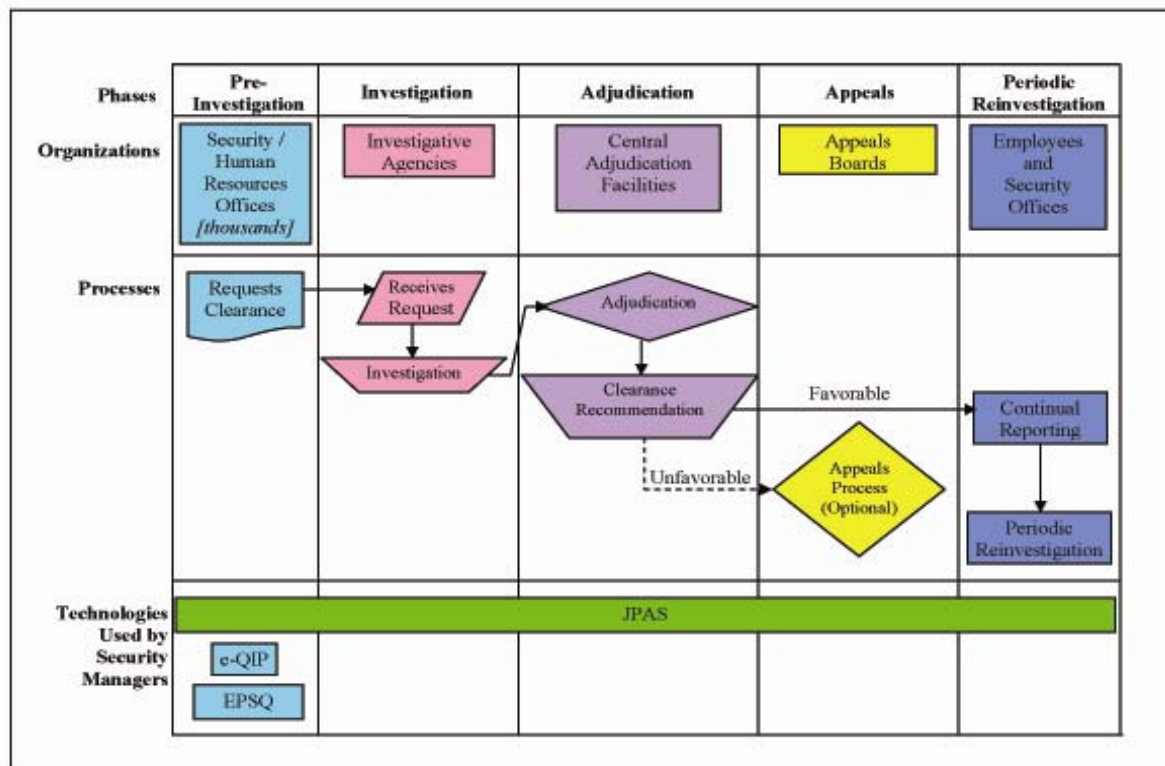 Phases
Pre-
Investigation
Investigation
Adjudication
Appeals
Periodic
Reinvestigation
Organizations
Security /
Human
Resources
Offices
[thousands]
Investigative
Agencies
Central
Adjudication
Facilities
Appeals
Boards
Employees
and
Security
Offices
Processes
Requests
Clearance
Receives
Request
Investigation
Adjudication
Clearance
Recommendation
Favorable
Unfavorable
Appeals
Process
(Optional)
Continual
Reporting
Periodic
Reinvestigation
Technologies
Used by
Security
Managers
JPAS
e-QIP
EPSQ